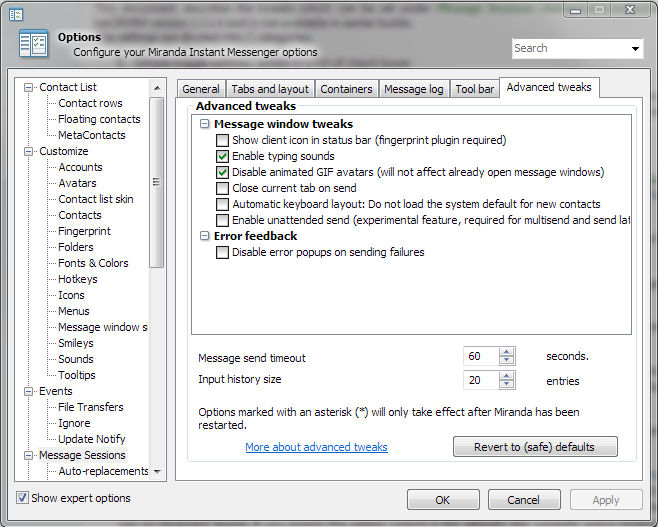 Options
Configure your Miranda Instant Messenger options
Search
Contact List
Contact rows
Floating contacts
MetaContacts
Customize
Accounts
Avatars
Contact list skin
Contacts
Fingerprint
Folders
Fonts & Colors
Hotkeys
Icons
Menus
Message window s
Smileys
Sounds
Tooltips
Events
File Transfers
Ignore
Update Notify
Message Sessions
Auto-replacements
Show expert options
General Tabs and layout Containers Message log Tool bar Advanced tweaks
Advanced tweaks
Message window tweaks
Show client icon in status bar (fingerprint plugin required)
Enable typing sounds
Disable animated GIF avatars (will not affect already open message windows)
Close current tab on send
Automatic keyboard layout: Do not load the system default for new contacts
Enable unattended send (experimental feature, required for multisend and send lat
Error feedback
Disable error popups on sending failures
Message send timeout 60 seconds.
Input history size 20 entries
Options marked with an asterisk (*) will only take effect after Miranda has been
restarted.
More about advanced tweaks Revert to (safe) defaults
OK Cancel Apply